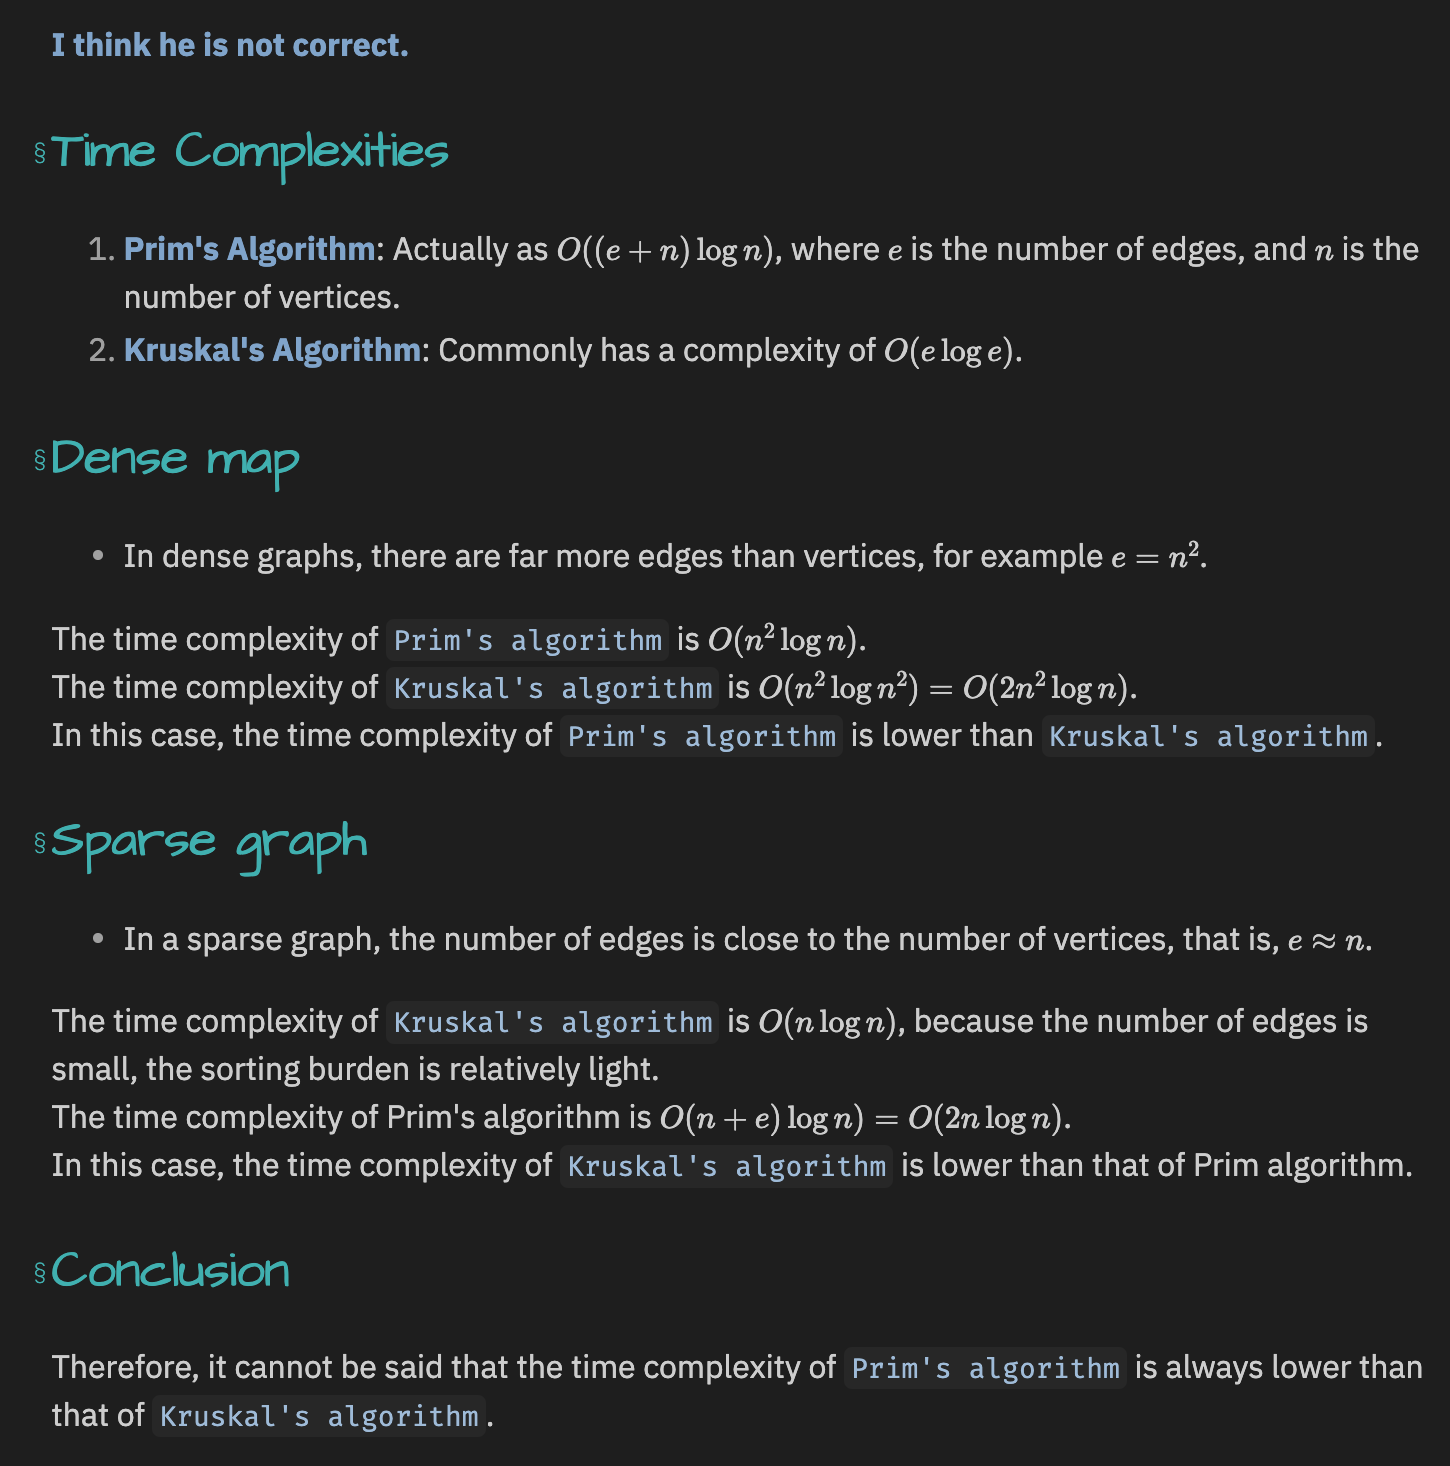 I think he is not correct.
§Time Complexities
1. Prim's Algorithm: Actually as O((e + n) log n), where e is the number of edges, and n is the
number of vertices.
2. Kruskal's Algorithm: Commonly has a complexity of O(e log e).
§Dense map
• In dense graphs, there are far more edges than vertices, for example e = n².
The time complexity of Prim's algorithm is O(n² log n).
The time complexity of Kruskal's algorithm is O(n² log n²) = O(2n² log n).
In this case, the time complexity of Prim's algorithm is lower than Kruskal's algorithm.
§Sparse graph
• In a sparse graph, the number of edges is close to the number of vertices, that is, e ≈ n.
The time complexity of Kruskal's algorithm is O(n log n), because the number of edges is
small, the sorting burden is relatively light.
The time complexity of Prim's algorithm is O(n + e) log n) = O(2n log n).
In this case, the time complexity of Kruskal's algorithm is lower than that of Prim algorithm.
§Conclusion
Therefore, it cannot be said that the time complexity of Prim's algorithm is always lower than
that of Kruskal's algorithm.